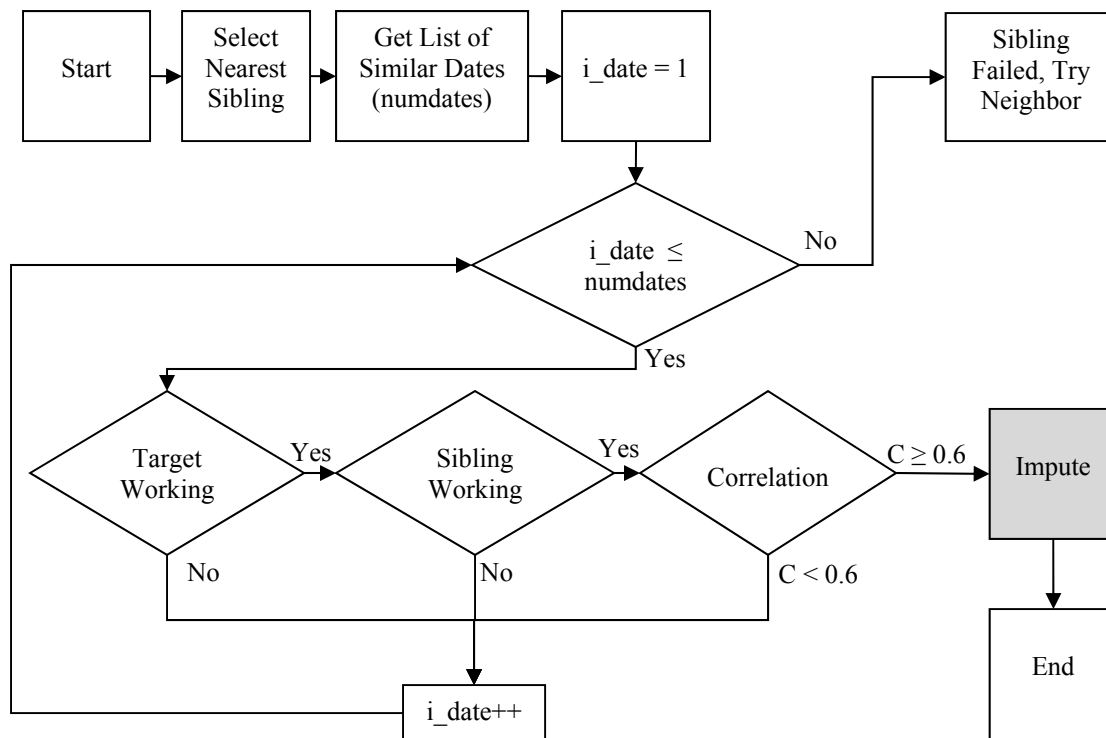 Start
Select
Nearest
Sibling
Get List of
Similar Dates
(numdates)
i_date = 1
Sibling
Failed, Try
Neighbor
i_date ≤
numdates
No
Yes
Target
Working
Yes
Sibling
Working
Yes
Correlation
C ≥ 0.6
Impute
No
No
C < 0.6
End
i_date++